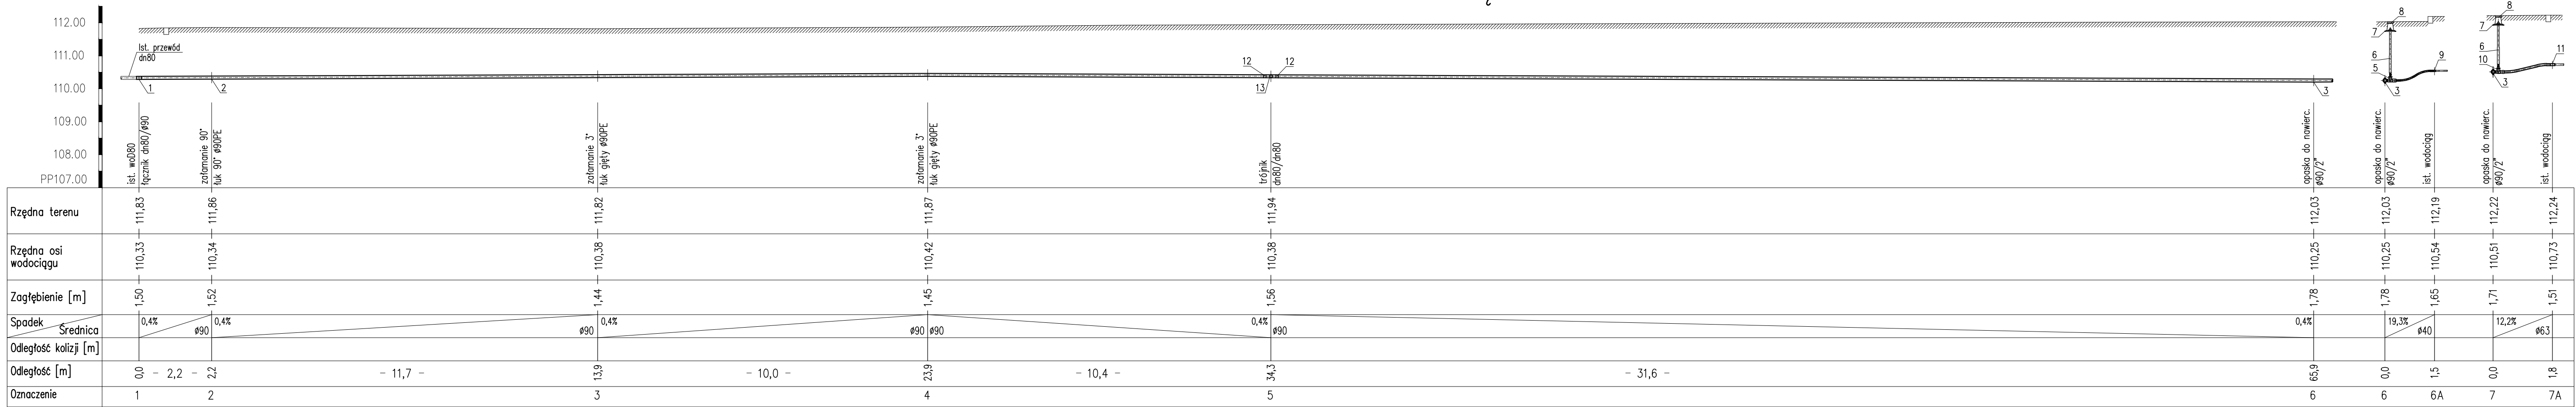 112.00
111.00
110.00
109.00
108.00
PP107.00
Ist. przewód
dn80
1
2
12
12
13
3
8
7
6
5
9
3
8
7
6
10
11
3
ist. woD80
łącznik dn80/ø90
załamanie 90°
łuk 90° ø90PE
załamanie 3°
łuk gięty ø90PE
załamanie 3°
łuk gięty ø90PE
trójnik
dn80/dn80
opaska do nawierc.
ø90/2"
opaska do nawierc.
ø90/2"
ist. wodociąg
opaska do nawierc.
ø90/2"
ist. wodociąg
Rzędna terenu
111,83 111,86 111,82 111,87 111,94 112,03 112,03 112,19 112,22 112,24
Rzędna osi
wodociągu
110,33 110,34 110,38 110,42 110,38 110,25 110,25 110,54 110,51 110,73
Zagłębienie [m]
1,50 1,52 1,44 1,45 1,56 1,78 1,78 1,65 1,71 1,51
Spadek
Średnica
0,4% ø90 0,4% ø90 0,4% ø90 ø90 0,4% ø90 0,4% 19,3% ø40 12,2% ø63
Odległość kolizji [m]
Odległość [m]
0,0 - 2,2 - 2,2 - 11,7 - 13,9 - 10,0 - 23,9 - 10,4 - 34,3 - 31,6 - 65,9 0,0 1,5 0,0 1,8
Oznaczenie
1 2 3 4 5 6 6 6A 7 7A